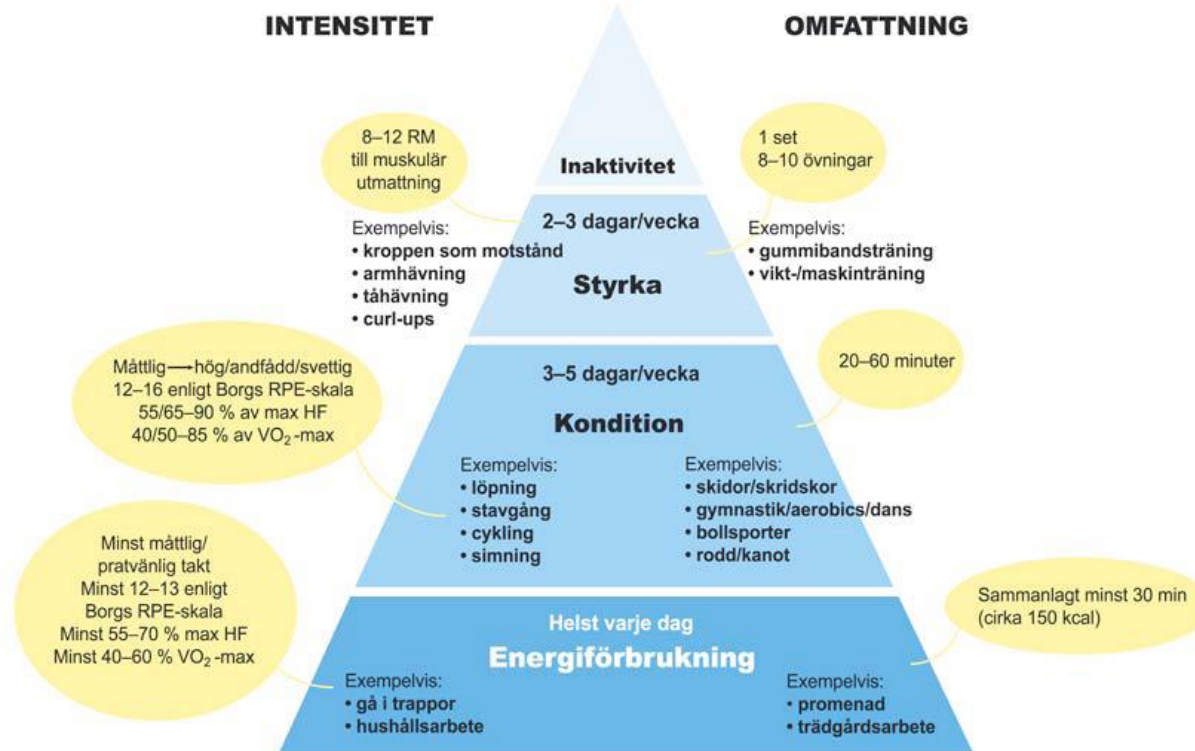 INTENSITET
OMFATTNING
8–12 RM
till muskulär
utmattning
1 set
8–10 övningar
Inaktivitet
2–3 dagar/vecka
Styrka
Exempelvis:
• kroppen som motstånd
• armhävning
• tåhävning
• curl-ups
Exempelvis:
• gummibandsträning
• vikt-/maskinträning
Måttlig→hög/andfådd/svettig
12–16 enligt Borgs RPE-skala
55/65–90 % av max HF
40/50–85 % av VO₂-max
20–60 minuter
3–5 dagar/vecka
Kondition
Exempelvis:
• löpning
• stavgång
• cykling
• simning
Exempelvis:
• skidor/skridskor
• gymnastik/aerobics/dans
• bollsporter
• rodd/kanot
Minst måttlig/
pratvänlig takt
Minst 12–13 enligt
Borgs RPE-skala
Minst 55–70 % max HF
Minst 40–60 % VO₂-max
Sammanlagt minst 30 min
(cirka 150 kcal)
Helst varje dag
Energiförbrukning
Exempelvis:
• gå i trappor
• hushållsarbete
Exempelvis:
• promenad
• trädgårdsarbete